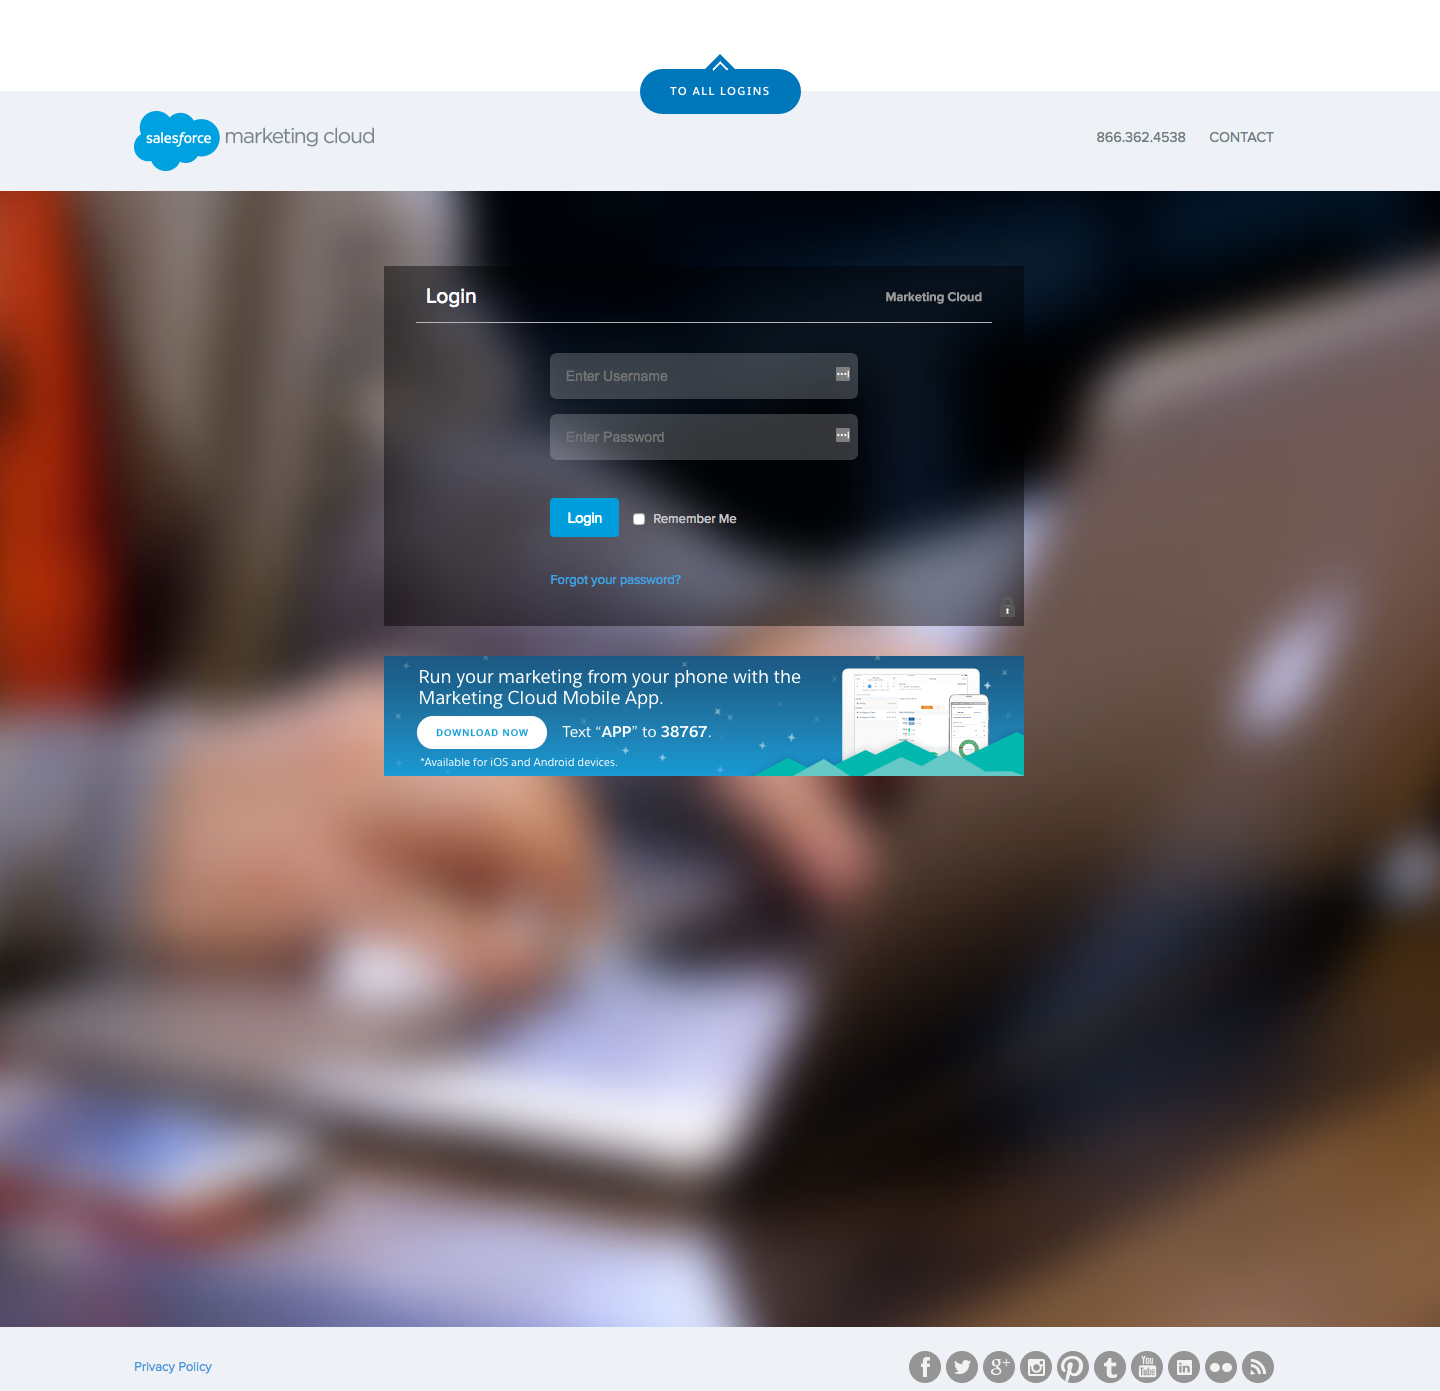 TO ALL LOGINS
salesforce marketing cloud
866.362.4538 CONTACT
Login
Marketing Cloud
Enter Username
Enter Password
Login
Remember Me
Forgot your password?
Run your marketing from your phone with the
Marketing Cloud Mobile App.
DOWNLOAD NOW
Text “APP” to 38767.
*Available for iOS and Android devices.
Privacy Policy